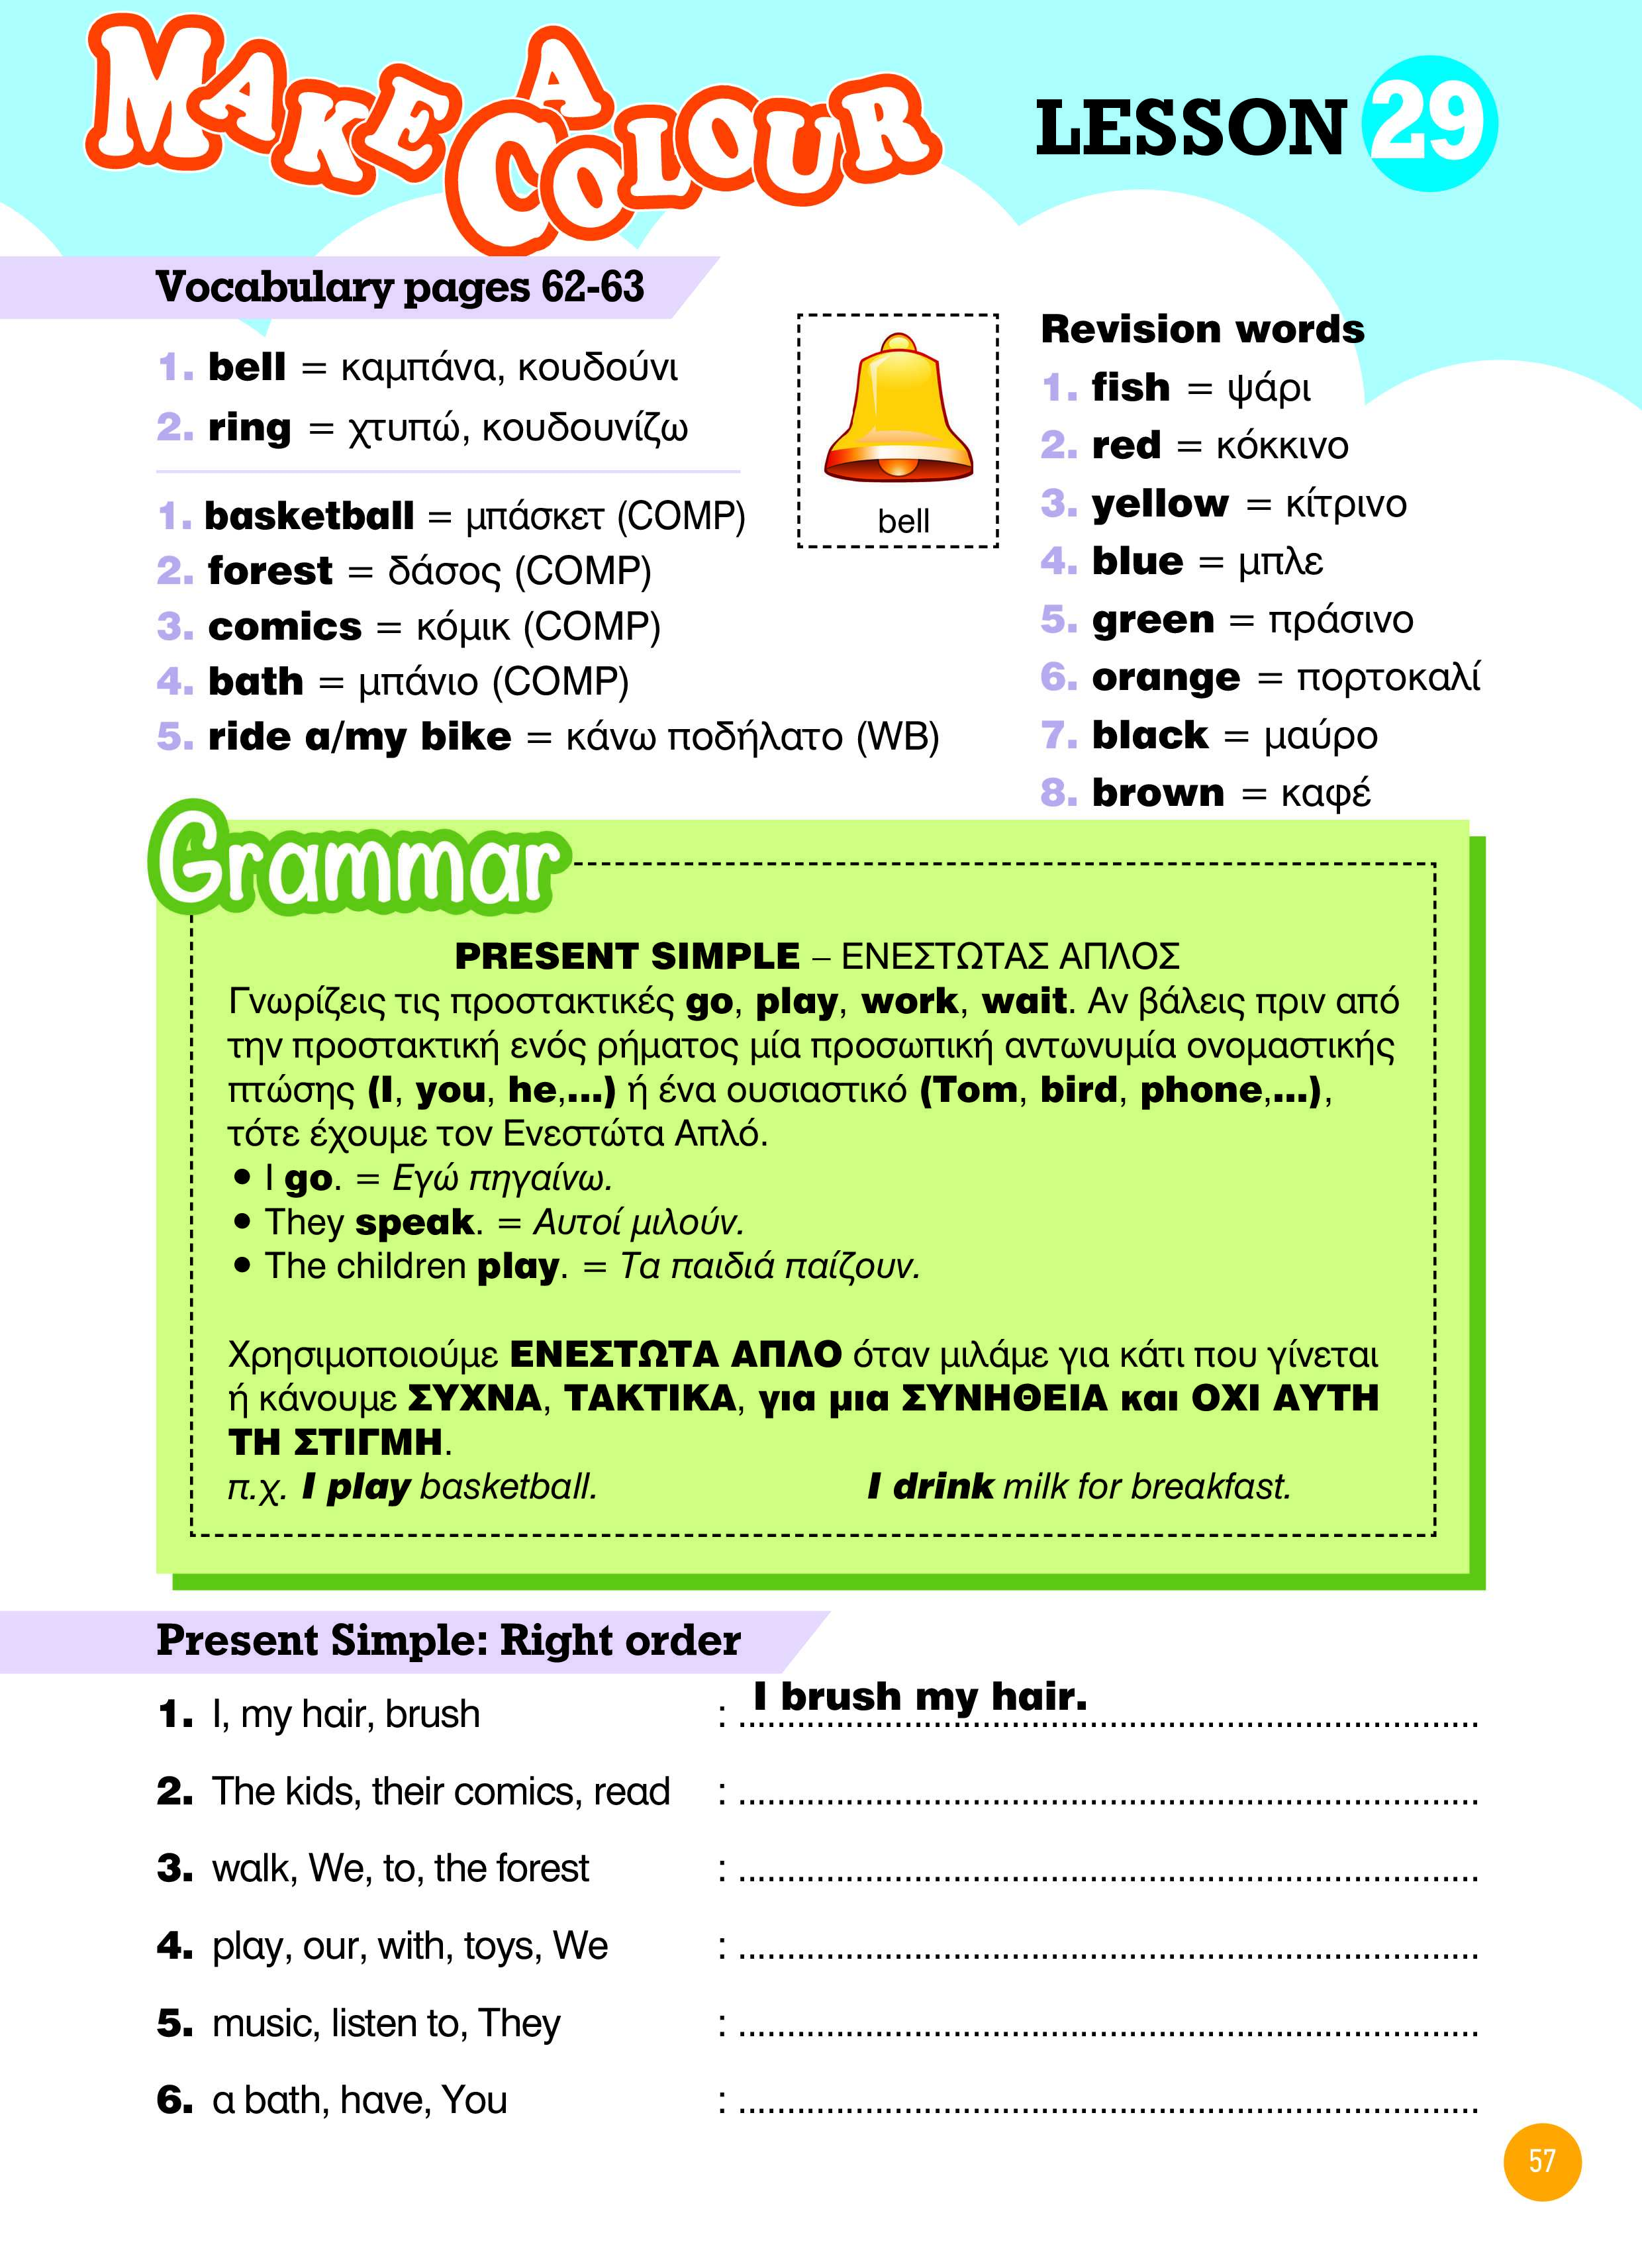 MAKE A COLOUR
LESSON 29
Vocabulary pages 62-63
1. bell = καμπάνα, κουδούνι
2. ring = χτυπώ, κουδουνίζω
1. basketball = μπάσκετ (COMP)
2. forest = δάσος (COMP)
3. comics = κόμικ (COMP)
4. bath = μπάνιο (COMP)
5. ride a/my bike = κάνω ποδήλατο (WB)
bell
Revision words
1. fish = ψάρι
2. red = κόκκινο
3. yellow = κίτρινο
4. blue = μπλε
5. green = πράσινο
6. orange = πορτοκαλί
7. black = μαύρο
8. brown = καφέ
Grammar
PRESENT SIMPLE – ΕΝΕΣΤΩΤΑΣ ΑΠΛΟΣ
Γνωρίζεις τις προστακτικές go, play, work, wait. Αν βάλεις πριν από
την προστακτική ενός ρήματος μία προσωπική αντωνυμία ονομαστικής
πτώσης (I, you, he,...) ή ένα ουσιαστικό (Tom, bird, phone,...),
τότε έχουμε τον Ενεστώτα Απλό.
• I go. = Εγώ πηγαίνω.
• They speak. = Αυτοί μιλούν.
• The children play. = Τα παιδιά παίζουν.
Χρησιμοποιούμε ΕΝΕΣΤΩΤΑ ΑΠΛΟ όταν μιλάμε για κάτι που γίνεται
ή κάνουμε ΣΥΧΝΑ, ΤΑΚΤΙΚΑ, για μια ΣΥΝΗΘΕΙΑ και ΟΧΙ ΑΥΤΗ
ΤΗ ΣΤΙΓΜΗ.
π.χ. I play basketball. I drink milk for breakfast.
Present Simple: Right order
1. I, my hair, brush : I brush my hair.
2. The kids, their comics, read : ................
3. walk, We, to, the forest : ................
4. play, our, with, toys, We : ................
5. music, listen to, They : ................
6. a bath, have, You : ................
57